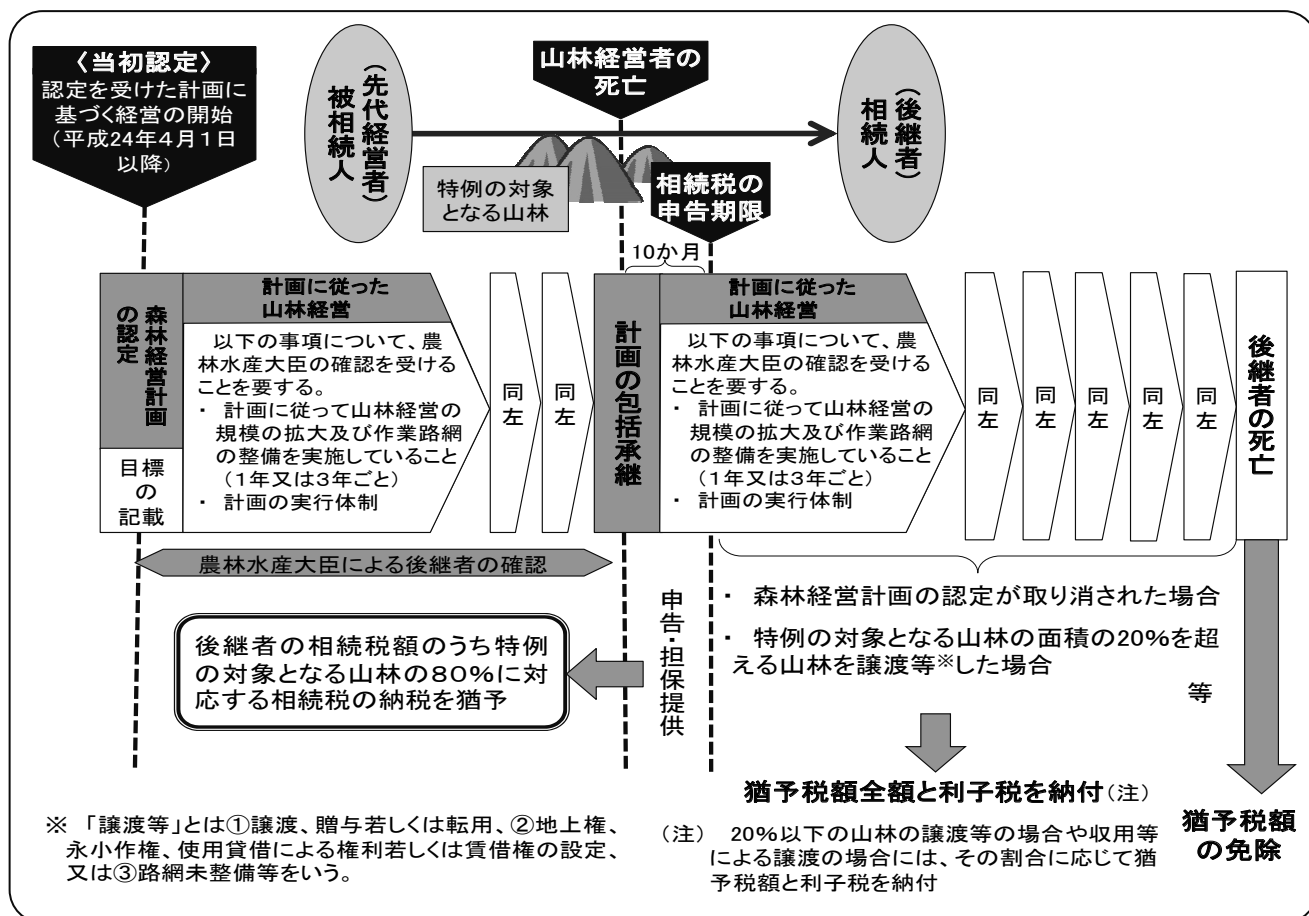 〈当初認定〉
認定を受けた計画に
基づく経営の開始
（平成24年４月１日
以降）
被相続人
（先代経営者）
山林経営者の
死亡
相続人
（後継者）
特例の対象
となる山林
相続税の
申告期限
10か月
森林経営計画
の認定
目標
の
記載
計画に従った
山林経営
以下の事項について、農
林水産大臣の確認を受ける
ことを要する。
・ 計画に従って山林経営の
規模の拡大及び作業路網
の整備を実施していること
（１年又は３年ごと）
・ 計画の実行体制
同左
同左
計画の包括承継
計画に従った
山林経営
以下の事項について、農
林水産大臣の確認を受ける
ことを要する。
・ 計画に従って山林経営の
規模の拡大及び作業路網
の整備を実施していること
（１年又は３年ごと）
・ 計画の実行体制
同左
同左
同左
同左
同左
後継者の死亡
農林水産大臣による後継者の確認
後継者の相続税額のうち特例
の対象となる山林の８０％に対
応する相続税の納税を猶予
申告・担保提供
・ 森林経営計画の認定が取り消された場合
・ 特例の対象となる山林の面積の20％を超
える山林を譲渡等※した場合
等
猶予税額全額と利子税を納付（注）
（注） 20％以下の山林の譲渡等の場合や収用等
による譲渡の場合には、その割合に応じて猶
予税額と利子税を納付
猶予税額
の免除
※ 「譲渡等」とは①譲渡、贈与若しくは転用、②地上権、
永小作権、使用貸借による権利若しくは賃借権の設定、
又は③路網未整備等をいう。